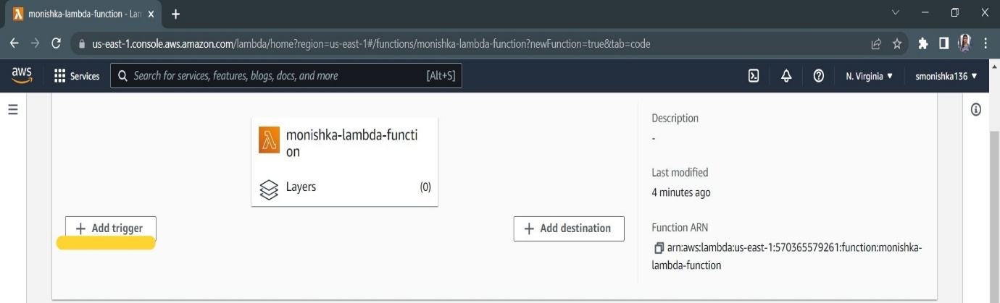 monishka-lambda-function - Lan
us-east-1.console.aws.amazon.com/lambda/home?region=us-east-1#/functions/monishka-lambda-function?newFunction=true&tab=code
aws
Services
Search for services, features, blogs, docs, and more
[Alt+S]
N. Virginia
smonishka136
monishka-lambda-functi
on
Layers
(0)
+ Add trigger
+ Add destination
Description
-
Last modified
4 minutes ago
Function ARN
arn:aws:lambda:us-east-1:570365579261:function:monishka-
lambda-function